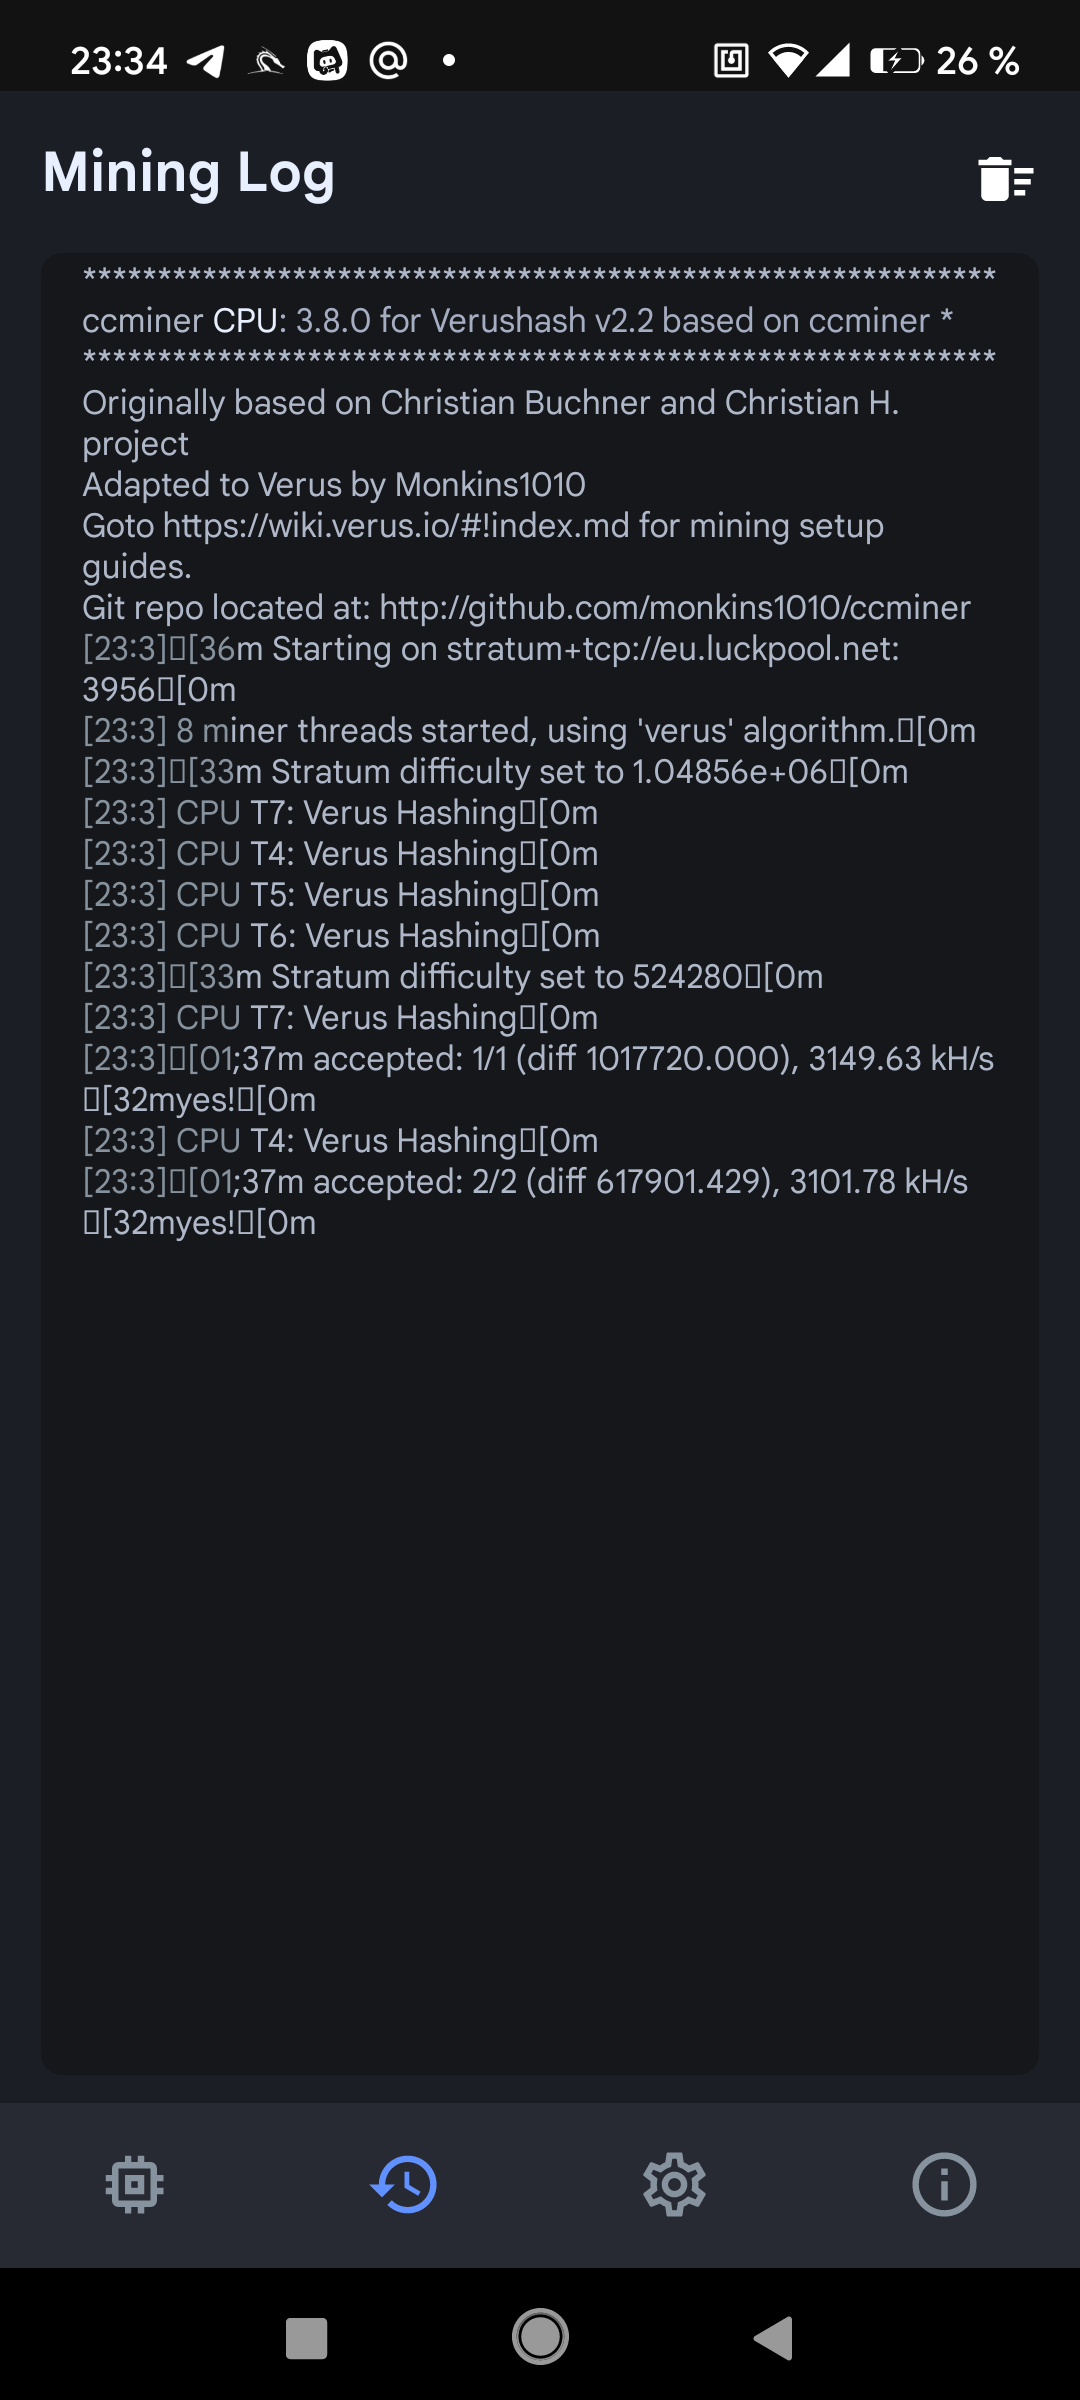 23:34 26 %
Mining Log
*************************************************************
ccminer CPU: 3.8.0 for Verushash v2.2 based on ccminer *
*************************************************************
Originally based on Christian Buchner and Christian H.
project
Adapted to Verus by Monkins1010
Goto https://wiki.verus.io/#!index.md for mining setup
guides.
Git repo located at: http://github.com/monkins1010/ccminer
[23:3]▯[36m Starting on stratum+tcp://eu.luckpool.net:
3956▯[0m
[23:3] 8 miner threads started, using 'verus' algorithm.▯[0m
[23:3]▯[33m Stratum difficulty set to 1.04856e+06▯[0m
[23:3] CPU T7: Verus Hashing▯[0m
[23:3] CPU T4: Verus Hashing▯[0m
[23:3] CPU T5: Verus Hashing▯[0m
[23:3] CPU T6: Verus Hashing▯[0m
[23:3]▯[33m Stratum difficulty set to 524280▯[0m
[23:3] CPU T7: Verus Hashing▯[0m
[23:3]▯[01;37m accepted: 1/1 (diff 1017720.000), 3149.63 kH/s
▯[32myes!▯[0m
[23:3] CPU T4: Verus Hashing▯[0m
[23:3]▯[01;37m accepted: 2/2 (diff 617901.429), 3101.78 kH/s
▯[32myes!▯[0m